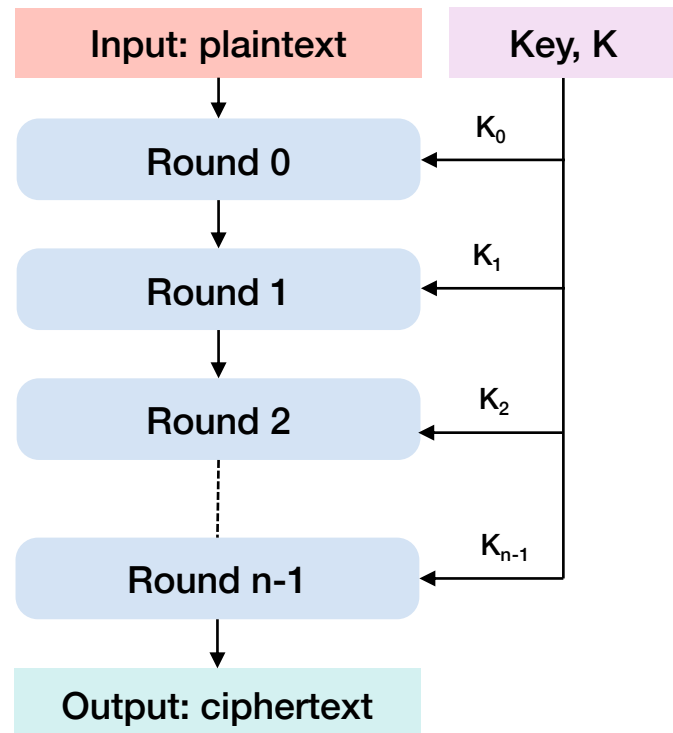 Input: plaintext
Key, K
K₀
Round 0
K₁
Round 1
K₂
Round 2
Kₙ₋₁
Round n-1
Output: ciphertext